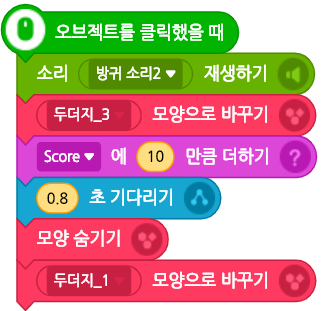 오브젝트를 클릭했을 때
소리 방귀 소리2 재생하기
두더지_3 모양으로 바꾸기
Score 에 10 만큼 더하기
0.8 초 기다리기
모양 숨기기
두더지_1 모양으로 바꾸기